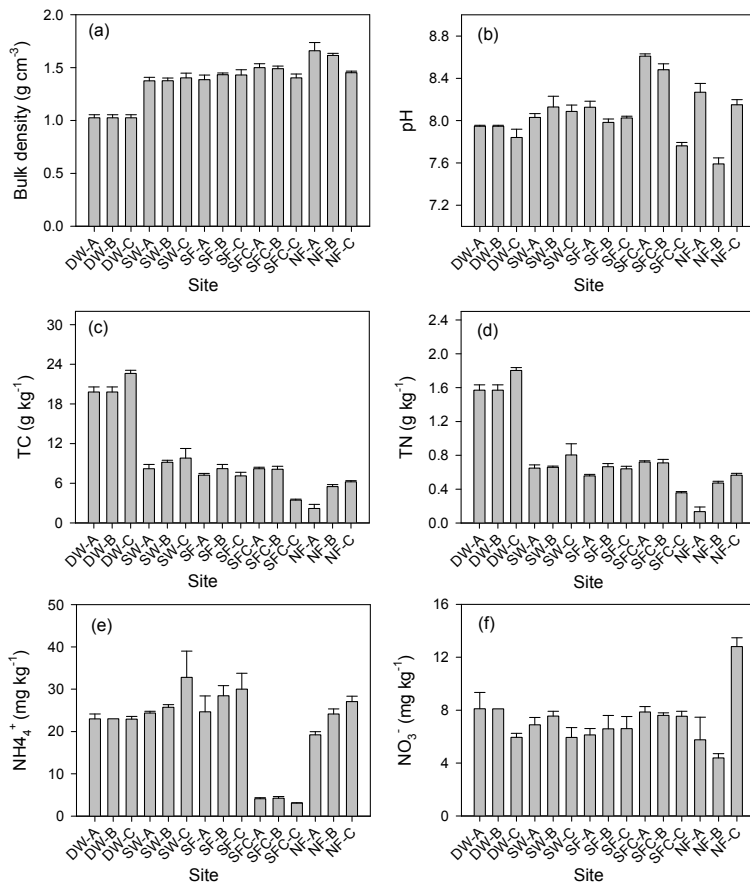 (a)
Bulk density (g cm-3)
2.0
1.5
1.0
0.5
0.0
DW-A DW-B DW-C SW-A SW-B SW-C SF-A SF-B SF-C SFC-A SFC-B SFC-C NF-A NF-B NF-C
Site
(b)
pH
8.8
8.4
8.0
7.6
7.2
DW-A DW-B DW-C SW-A SW-B SW-C SF-A SF-B SF-C SFC-A SFC-B SFC-C NF-A NF-B NF-C
Site
(c)
TC (g kg-1)
30
24
18
12
6
0
DW-A DW-B DW-C SW-A SW-B SW-C SF-A SF-B SF-C SFC-A SFC-B SFC-C NF-A NF-B NF-C
Site
(d)
TN (g kg-1)
2.4
2.0
1.6
1.2
0.8
0.4
0.0
DW-A DW-B DW-C SW-A SW-B SW-C SF-A SF-B SF-C SFC-A SFC-B SFC-C NF-A NF-B NF-C
Site
(e)
NH4₄⁺ (mg kg-1)
50
40
30
20
10
0
DW-A DW-B DW-C SW-A SW-B SW-C SF-A SF-B SF-C SFC-A SFC-B SFC-C NF-A NF-B NF-C
Site
(f)
NO₃⁻ (mg kg-1)
16
12
8
4
0
DW-A DW-B DW-C SW-A SW-B SW-C SF-A SF-B SF-C SFC-A SFC-B SFC-C NF-A NF-B NF-C
Site